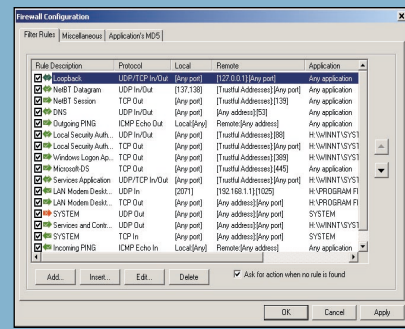 Firewall Configuration
Filter Rules Miscellaneous Application's MD5
Rule Description Protocol Local Remote Application
Loopback UDP/TCP In/Out [Any port] [127.0.0.1]:[Any port] Any application
NetBT Datagram UDP In/Out [137,138] [Trustful Addresses]:[Any port] Any application
NetBT Session TCP Out [Any port] [Trustful Addresses]:[139] Any application
DNS UDP In/Out [Any port] [Any address]:[53] Any application
Outgoing PING ICMP Echo Out Local:[Any] Remote:[Any address] Any application
Local Security Auth... UDP In/Out [Any port] [Trustful Addresses]:[88] H:\WINNT\SYST
Local Security Auth... TCP Out [Any port] [Trustful Addresses]:[Any port] H:\WINNT\SYST
Windows Logon Ap... TCP Out [Any port] [Trustful Addresses]:[389] H:\WINNT\SYST
Microsoft-DS TCP Out [Any port] [Trustful Addresses]:[445] Any application
Services Application UDP/TCP In/Out [Any port] [Trustful Addresses]:[Any port] H:\WINNT\SYST
LAN Modem Deskt... UDP In [2071] [192.168.1.1]:[1025] H:\PROGRAM FI
LAN Modem Deskt... TCP Out [Any port] [Any address]:[Any port] H:\PROGRAM FI
SYSTEM UDP Out [Any port] [Any address]:[Any port] SYSTEM
Services and Contr... UDP Out [Any port] [Any address]:[Any port] H:\WINNT\SYST
SYSTEM TCP In [Any port] [Any address]:[Any port] SYSTEM
Incoming PING ICMP Echo In Local:[Any] Remote:[Any address] Any application
Add... Insert... Edit... Delete Ask for action when no rule is found
OK Cancel Apply